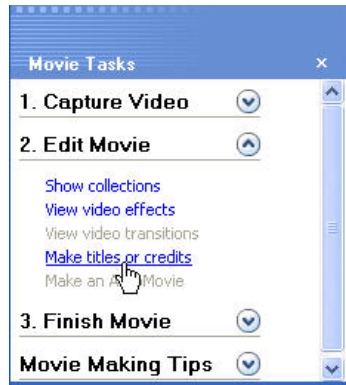 Movie Tasks
1. Capture Video
2. Edit Movie
Show collections
View video effects
View video transitions
Make titles or credits
Make an Movie
3. Finish Movie
Movie Making Tips